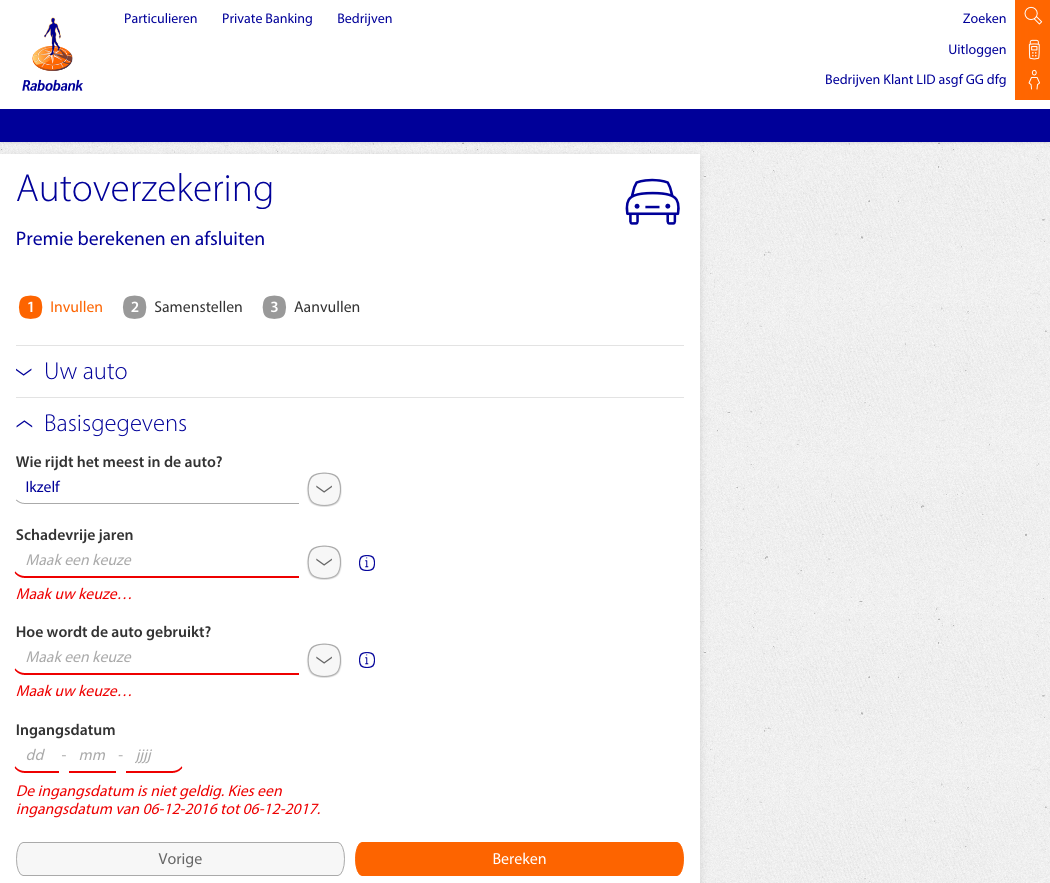 Particulieren Private Banking Bedrijven
Zoeken
Uitloggen
Bedrijven Klant LID asgf GG dfg
Rabobank
Autoverzekering
Premie berekenen en afsluiten
1 Invullen 2 Samenstellen 3 Aanvullen
Uw auto
Basisgegevens
Wie rijdt het meest in de auto?
Ikzelf
Schadevrije jaren
Maak een keuze
i
Maak uw keuze...
Hoe wordt de auto gebruikt?
Maak een keuze
i
Maak uw keuze...
Ingangsdatum
dd - mm - jjjj
De ingangsdatum is niet geldig. Kies een
ingangsdatum van 06-12-2016 tot 06-12-2017.
Vorige Bereken